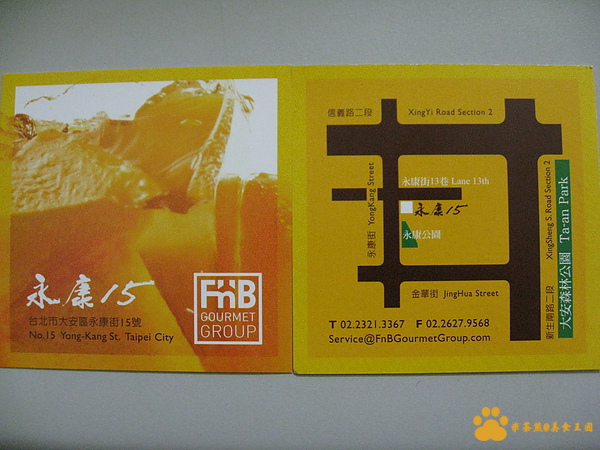 永康15
台北市大安區永康街15號
No,15 Yong-Kang St. Taipei City
FnB
GOURMET
GROUP
信義路二段
XingYi Road Section 2
永康街 YongKang Street
永康街13巷 Lane 13th
永康15
永康公園
金華街 JingHua Street
新生南路二段 XingSheng S. Road Section 2
大安森林公園 Ta-an Park
T 02.2321.3367 F 02.2627.9568
Service@FnBGourmetGroup.com
美食王國